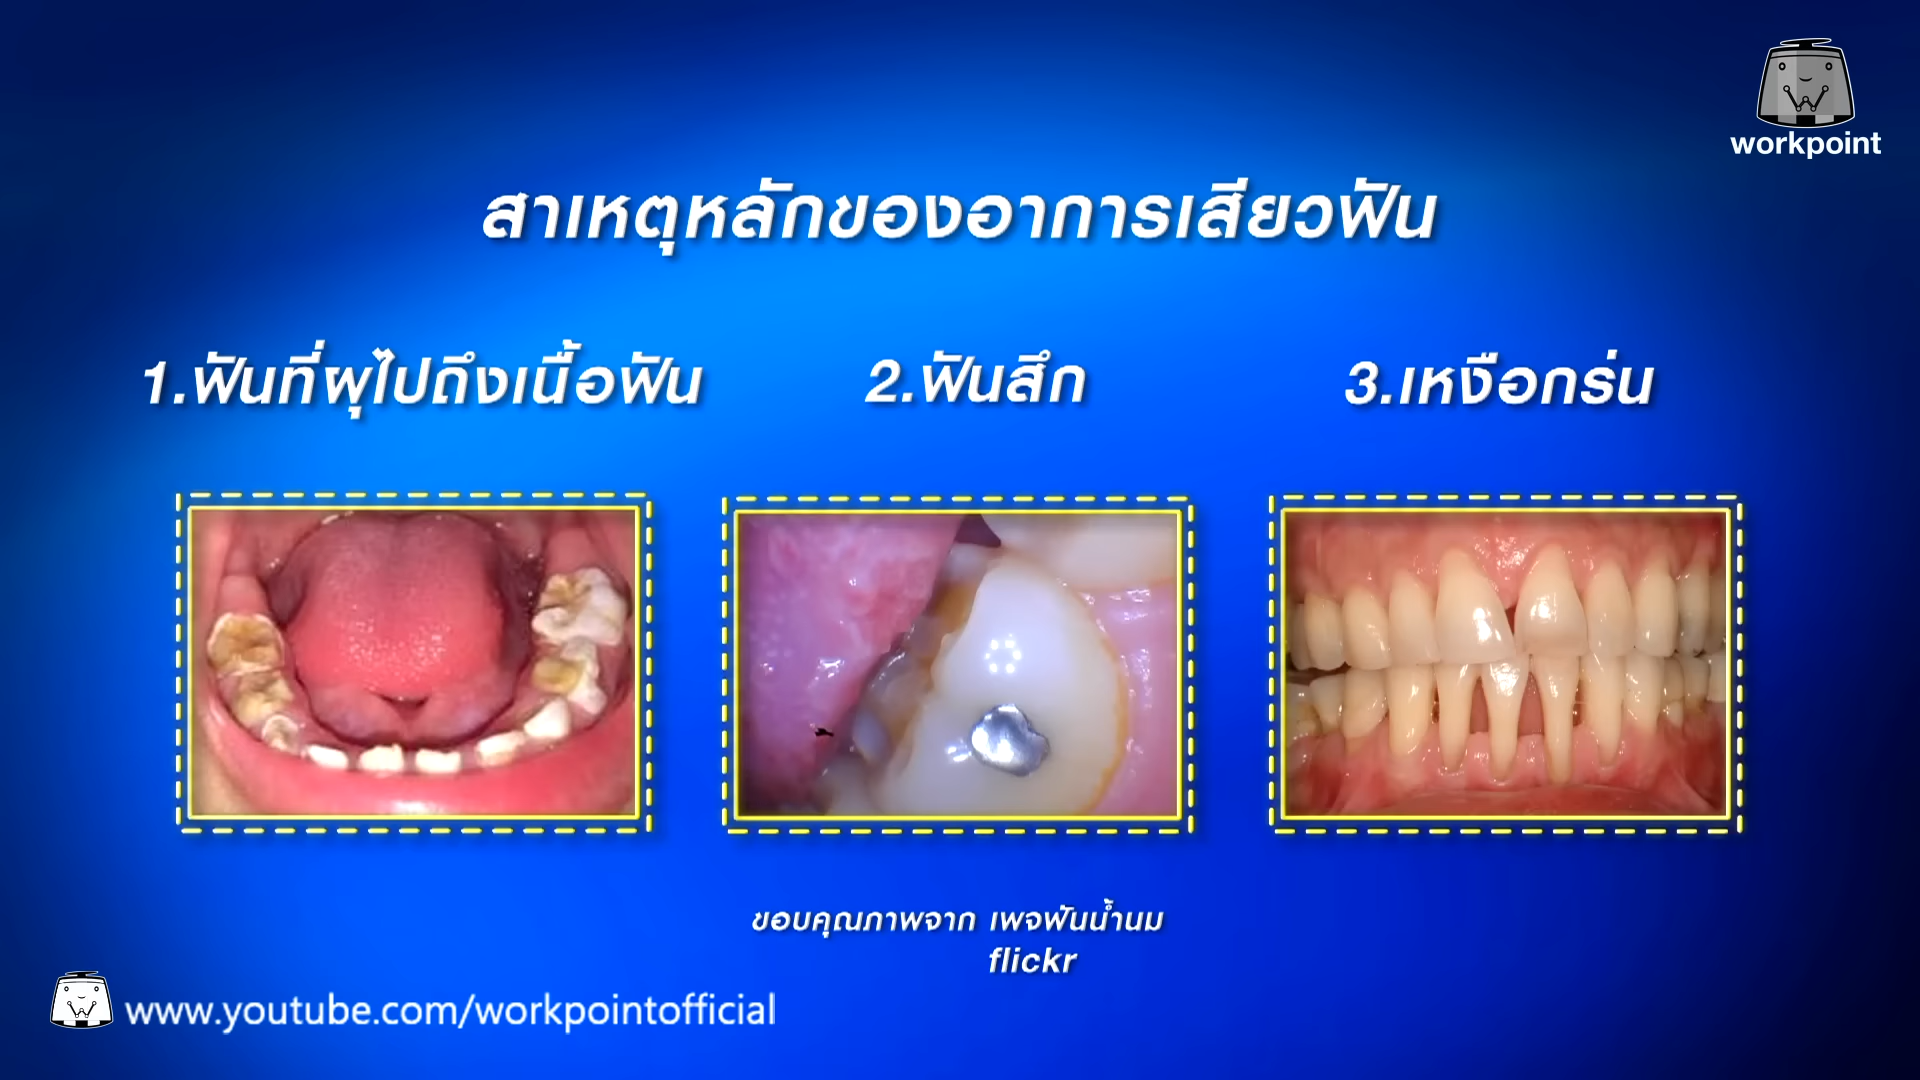 workpoint
สาเหตุหลักของอาการเสียวฟัน
1.ฟันที่ผุไปถึงเนื้อฟัน
2.ฟันสึก
3.เหงือกร่น
ขอบคุณภาพจาก เพจฟันน้ำนม
flickr
www.youtube.com/workpointofficial